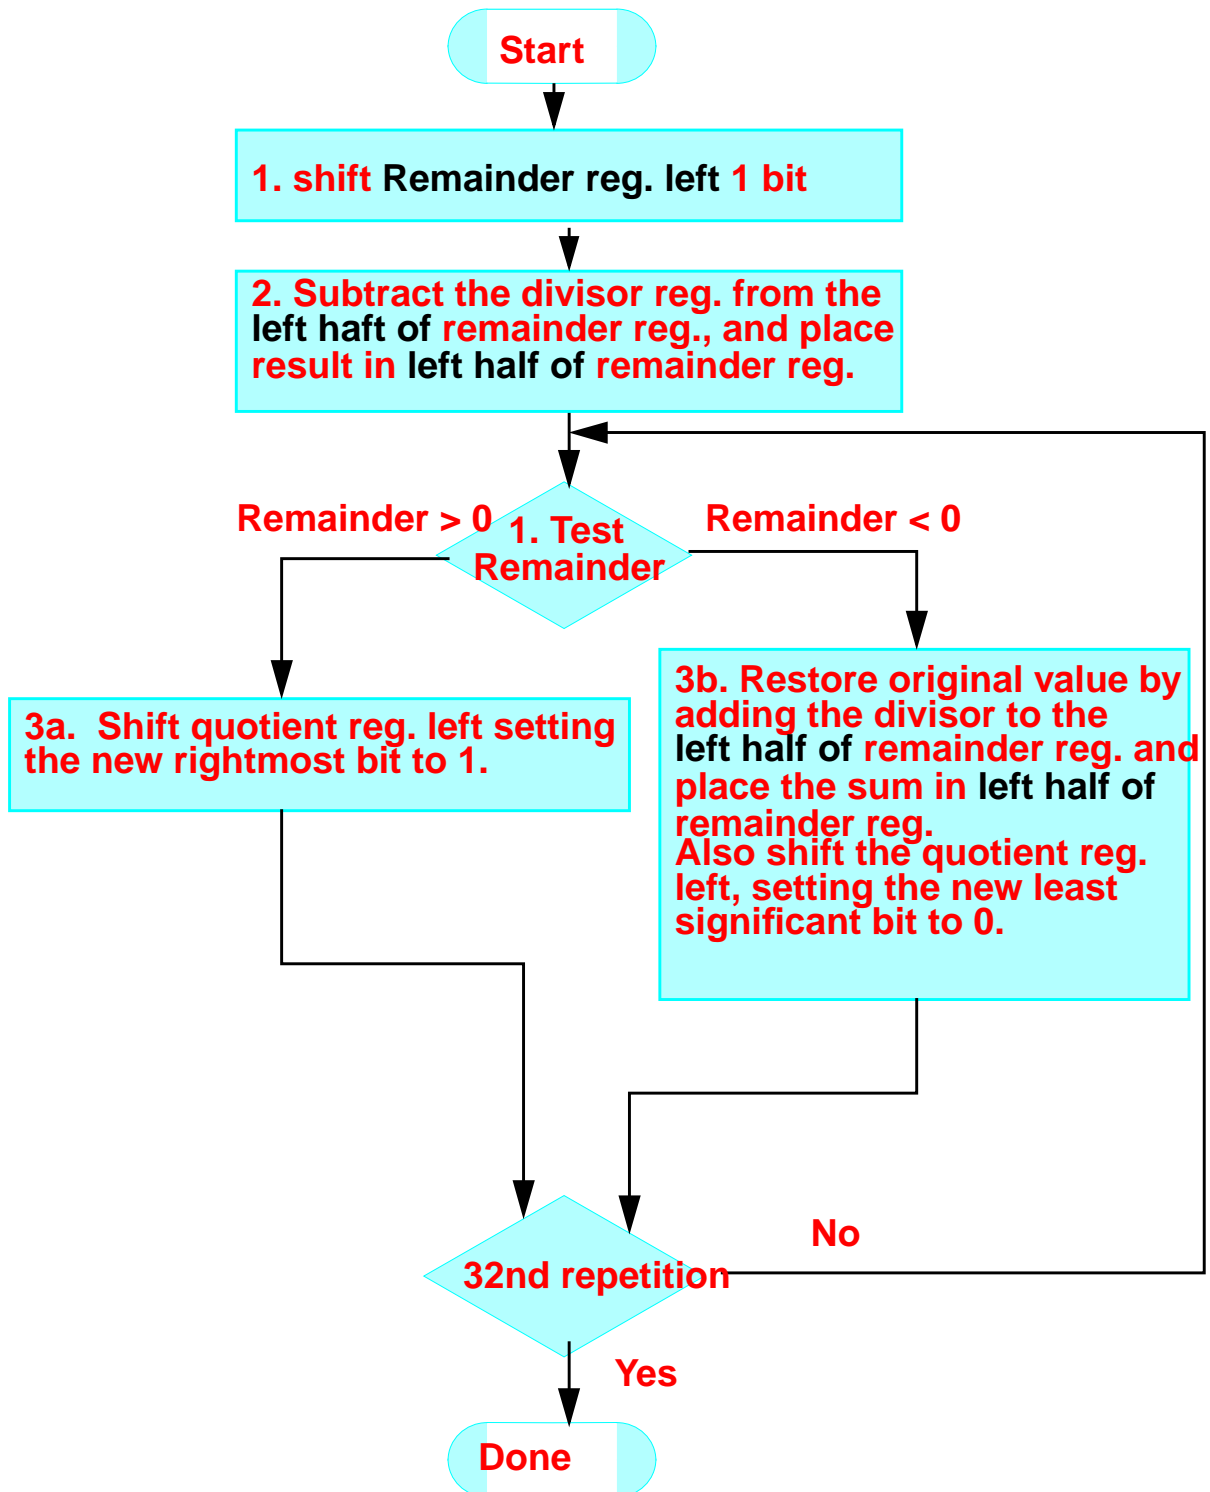 Start
1. shift Remainder reg. left 1 bit
2. Subtract the divisor reg. from the
left haft of remainder reg., and place
result in left half of remainder reg.
Remainder > 0
1. Test
Remainder
Remainder < 0
3a. Shift quotient reg. left setting
the new rightmost bit to 1.
3b. Restore original value by
adding the divisor to the
left half of remainder reg. and
place the sum in left half of
remainder reg.
Also shift the quotient reg.
left, setting the new least
significant bit to 0.
No
32nd repetition
Yes
Done